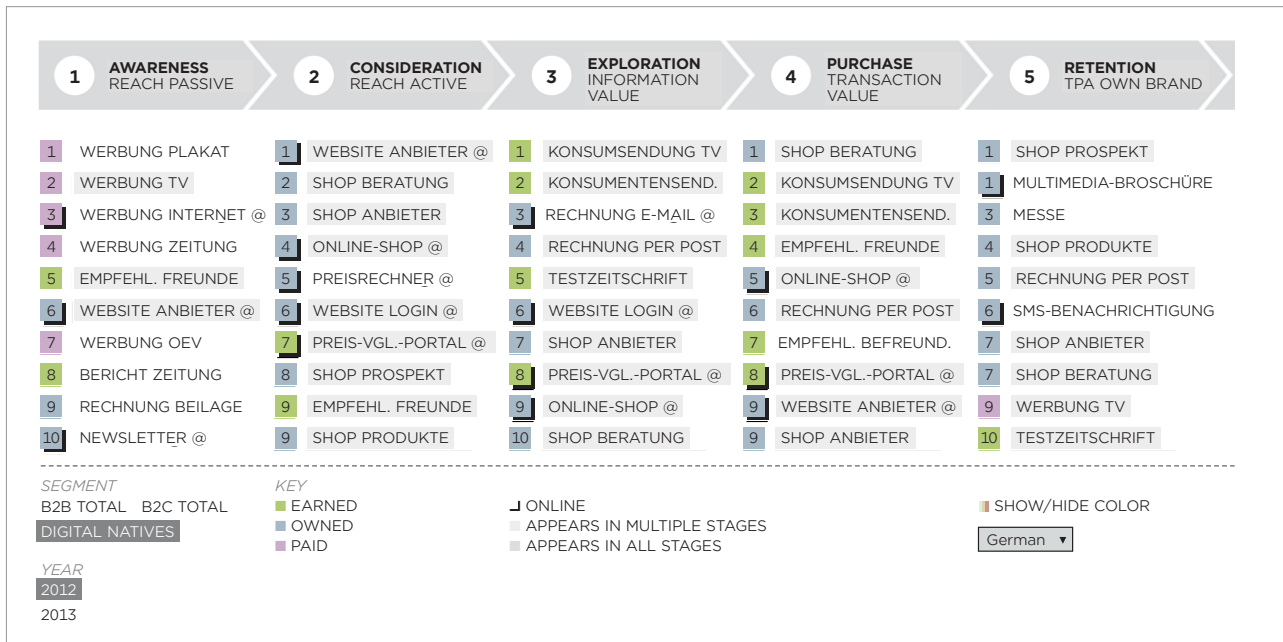 1 AWARENESS
REACH PASSIVE
2 CONSIDERATION
REACH ACTIVE
3 EXPLORATION
INFORMATION
VALUE
4 PURCHASE
TRANSACTION
VALUE
5 RETENTION
TPA OWN BRAND
1 WERBUNG PLAKAT
2 WERBUNG TV
3 WERBUNG INTERNET @
4 WERBUNG ZEITUNG
5 EMPFEHL. FREUNDE
6 WEBSITE ANBIETER @
7 WERBUNG OEV
8 BERICHT ZEITUNG
9 RECHNUNG BEILAGE
10 NEWSLETTER @
1 WEBSITE ANBIETER @
2 SHOP BERATUNG
3 SHOP ANBIETER
4 ONLINE-SHOP @
5 PREISRECHNER @
6 WEBSITE LOGIN @
7 PREIS-VGL.-PORTAL @
8 SHOP PROSPEKT
9 EMPFEHL. FREUNDE
9 SHOP PRODUKTE
1 KONSUMSENDUNG TV
2 KONSUMENTENSEND.
3 RECHNUNG E-MAIL @
4 RECHNUNG PER POST
5 TESTZEITSCHRIFT
6 WEBSITE LOGIN @
7 SHOP ANBIETER
8 PREIS-VGL.-PORTAL @
9 ONLINE-SHOP @
10 SHOP BERATUNG
1 SHOP BERATUNG
2 KONSUMSENDUNG TV
3 KONSUMENTENSEND.
4 EMPFEHL. FREUNDE
5 ONLINE-SHOP @
6 RECHNUNG PER POST
7 EMPFEHL. BEFREUND.
8 PREIS-VGL.-PORTAL @
9 WEBSITE ANBIETER @
9 SHOP ANBIETER
1 SHOP PROSPEKT
1 MULTIMEDIA-BROSCHÜRE
3 MESSE
4 SHOP PRODUKTE
5 RECHNUNG PER POST
6 SMS-BENACHRICHTIGUNG
7 SHOP ANBIETER
7 SHOP BERATUNG
9 WERBUNG TV
10 TESTZEITSCHRIFT
SEGMENT
B2B TOTAL B2C TOTAL
DIGITAL NATIVES
YEAR
2012
2013
KEY
EARNED
OWNED
PAID
ONLINE
APPEARS IN MULTIPLE STAGES
APPEARS IN ALL STAGES
SHOW/HIDE COLOR
German